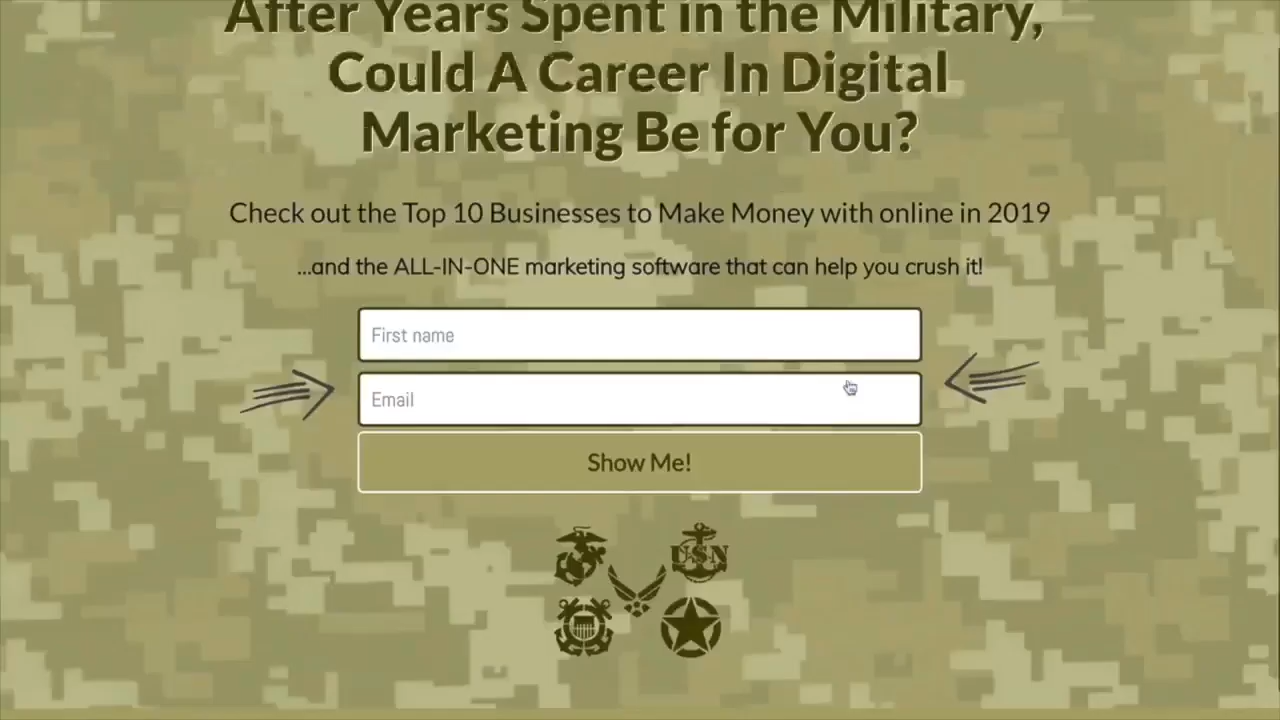 After Years Spent in the Military,
Could A Career In Digital
Marketing Be for You?
Check out the Top 10 Businesses to Make Money with online in 2019
...and the ALL-IN-ONE marketing software that can help you crush it!
First name
Email
Show Me!
USN